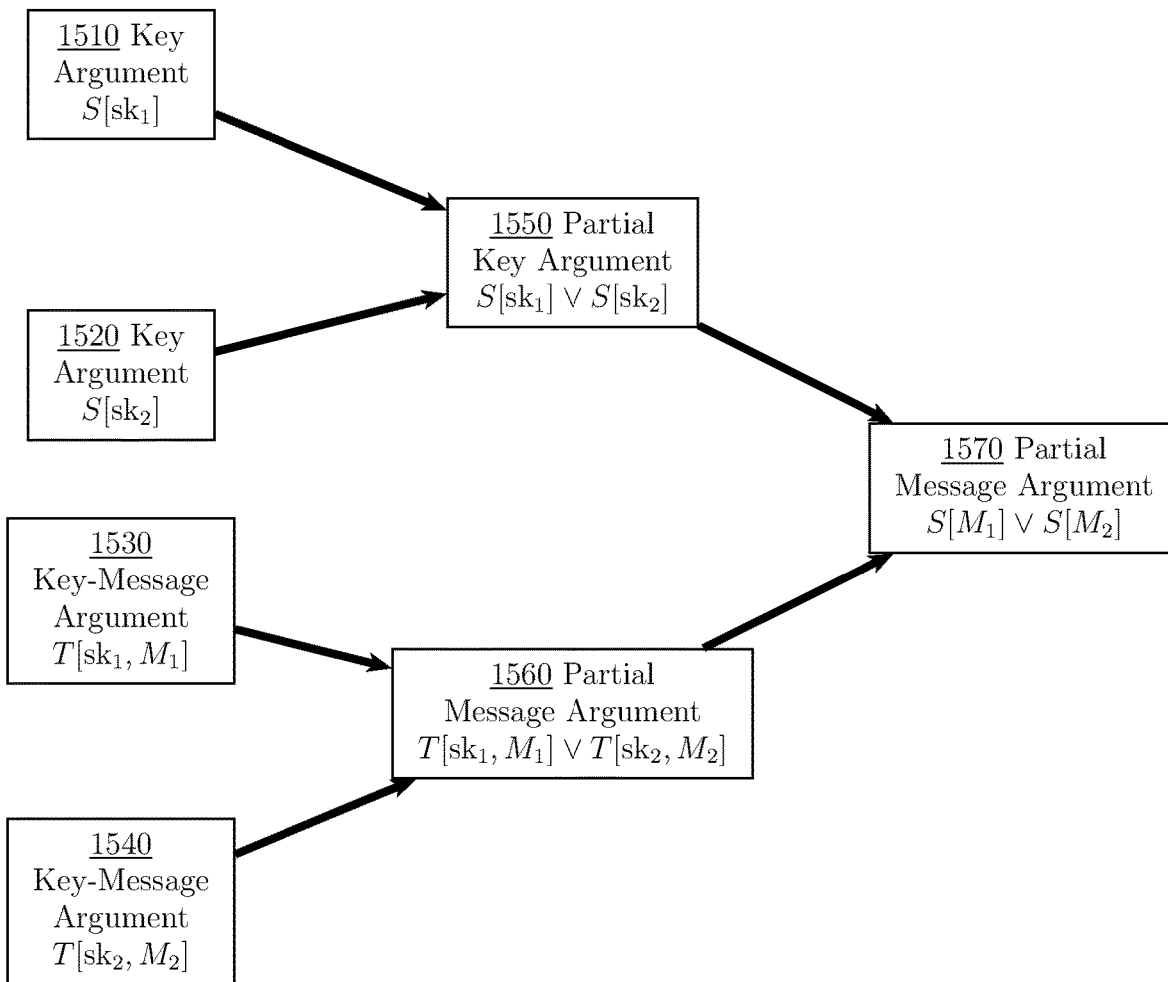 1510 Key
Argument
S[sk₁]
1550 Partial
Key Argument
S[sk₁] ∨ S[sk₂]
1520 Key
Argument
S[sk₂]
1570 Partial
Message Argument
S[M₁] ∨ S[M₂]
1530
Key-Message
Argument
T[sk₁, M₁]
1560 Partial
Message Argument
T[sk₁, M₁] ∨ T[sk₂, M₂]
1540
Key-Message
Argument
T[sk₂, M₂]